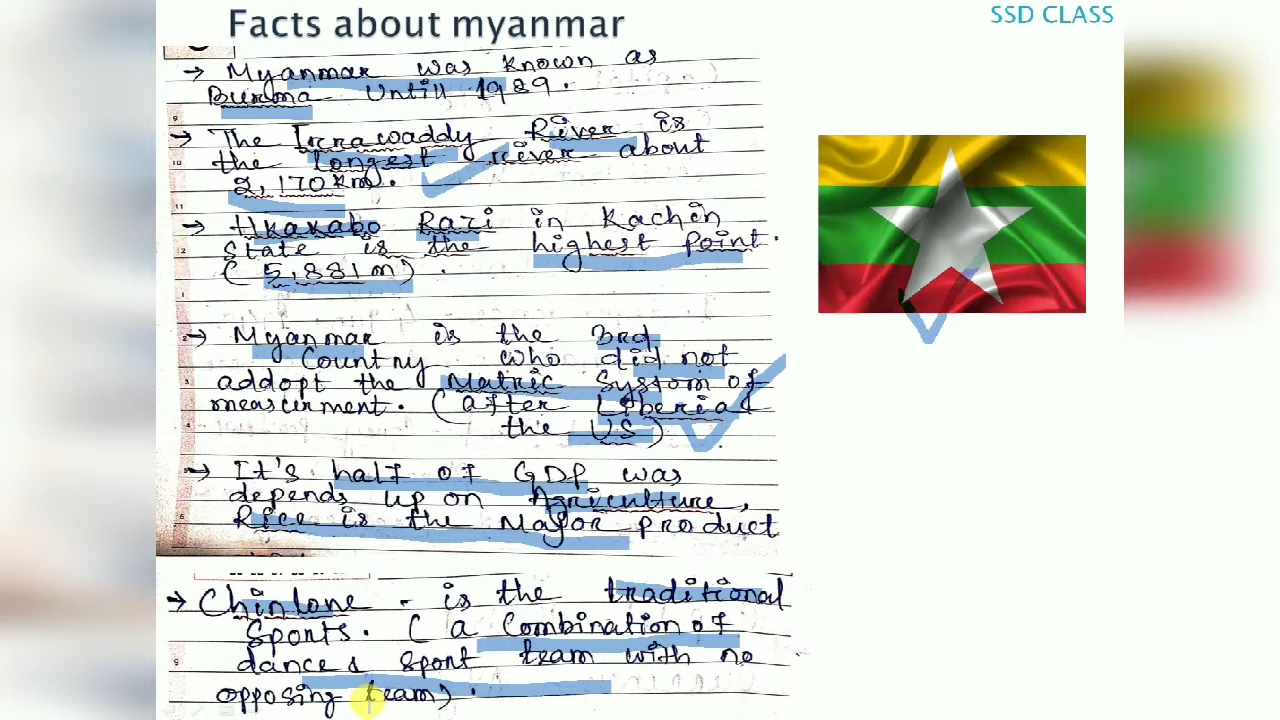 Facts about myanmar
SSD CLASS
→ Myanmar was known as
Burma Untill 1989.
→ The Irrawaddy River is
the longest river about
2,170 km.
→ Hkakabo Razi in Kachin
State is the highest point.
(5,881m).
→ Myanmar is the 3rd
Country who did not
addopt the Matric System of
measurment. (after Liberia &
the US)
→ It's half of GDP was
depends up on Agriculture,
Rice is the Major product
→ Chinlone - is the traditional
Sports. (a Combination of
dance & sport team with no
opposing team).